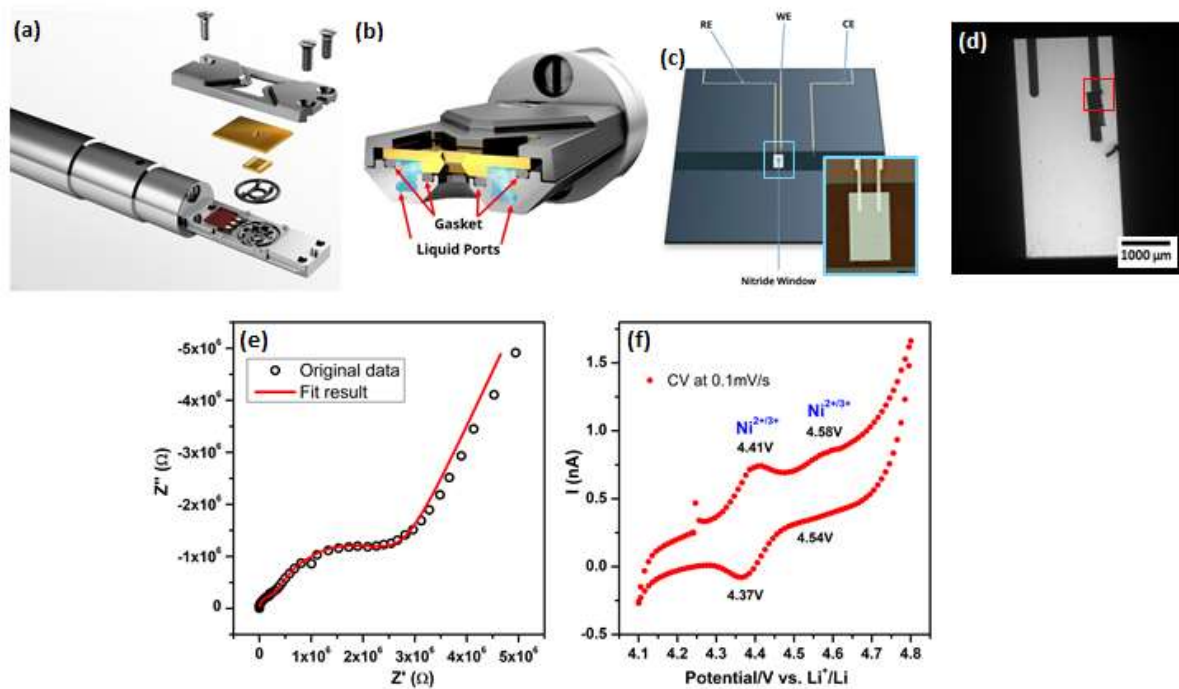 (a)
(b)
Gasket
Liquid Ports
(c)
RE
WE
CE
Nitride Window
(d)
1000 µm
(e)
Original data
Fit result
-5x10⁶
-4x10⁶
-3x10⁶
-2x10⁶
-1x10⁶
0
Z'' (Ω)
0 1x10⁶ 2x10⁶ 3x10⁶ 4x10⁶ 5x10⁶
Z' (Ω)
(f)
CV at 0.1mV/s
Ni²⁺/³⁺
4.41V
Ni²⁺/³⁺
4.58V
4.54V
4.37V
1.5
1.0
0.5
0.0
-0.5
I (nA)
4.1 4.2 4.3 4.4 4.5 4.6 4.7 4.8
Potential/V vs. Li⁺/Li